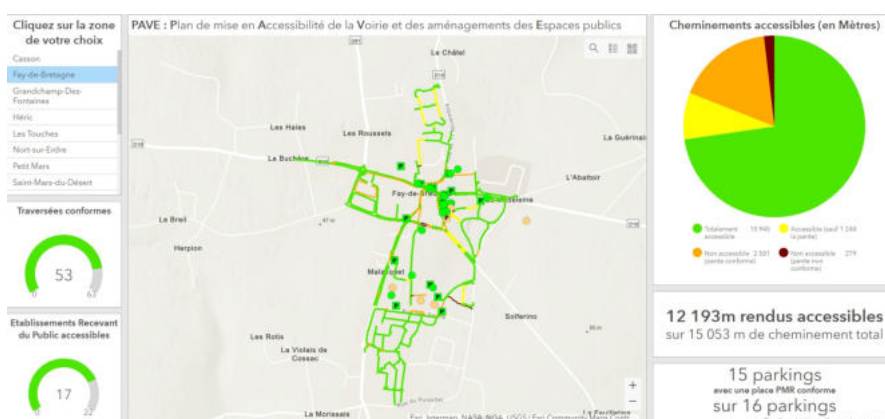 Cliquez sur la zone
de votre choix
Casson
Fay-de-Bretagne
Grandchamp-Des-
Fontaines
Héric
Les Touches
Nort-sur-Erdre
Petit Mars
Saint-Mars-du-Désert
Traversées conformes
53
0
Etablissements Recevant
du Public accessibles
17
0
22
PAVE : Plan de mise en Accessibilité de la Voirie et des aménagements des Espaces publics
Le Châtel
Les Haies
Les Roussets
La Guérinais
La Buchère
L'Abattoir
Fay-de-Bre
Le Breil
47 m
Herpion
Solferino
Les Rotis
La Violais de
Cossac
La Morissais
+
−
Cheminements accessibles (en Mètres)
Totalement
accessible
10 945
Accessible (sauf
la pente)
1 248
Non accessible
(pente conforme)
Non accessible
(pente non
conforme)
279
12 193m rendus accessibles
sur 15 053 m de cheminement total
15 parkings
avec une place PMR conforme
sur 16 parkings